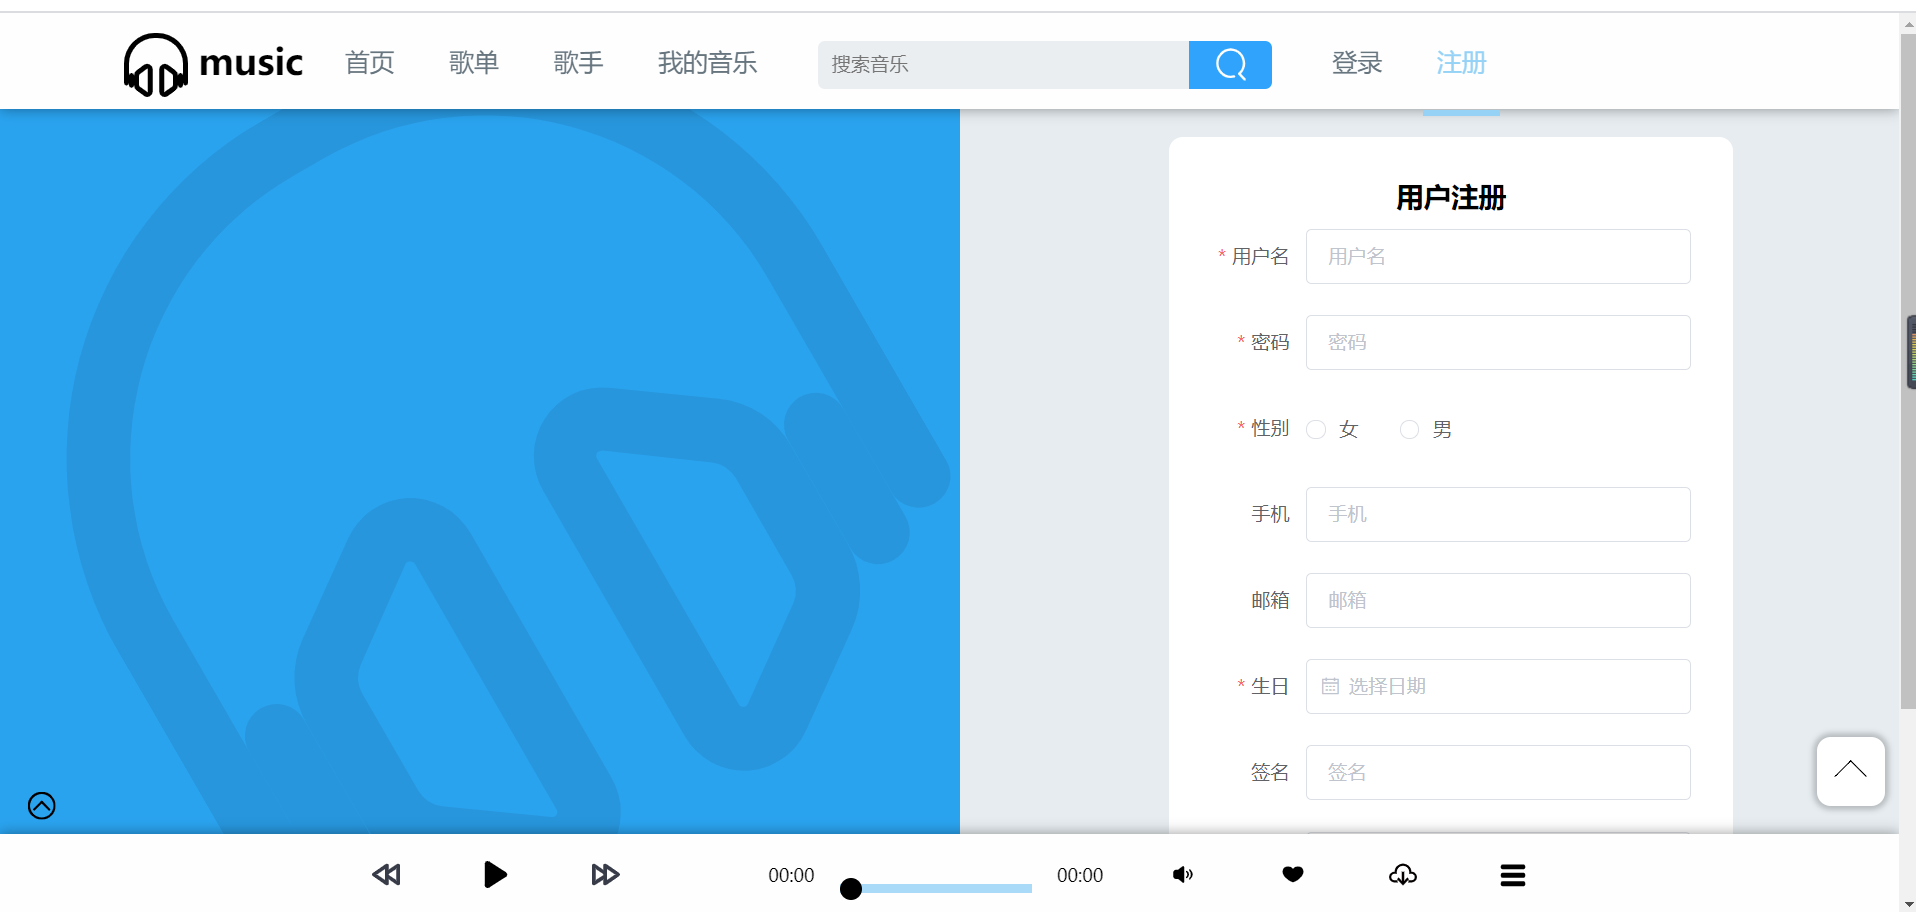 music 首页 歌单 歌手 我的音乐 搜索音乐 登录 注册
用户注册
* 用户名 用户名
* 密码 密码
* 性别 女 男
手机 手机
邮箱 邮箱
* 生日 选择日期
签名 签名
00:00 00:00